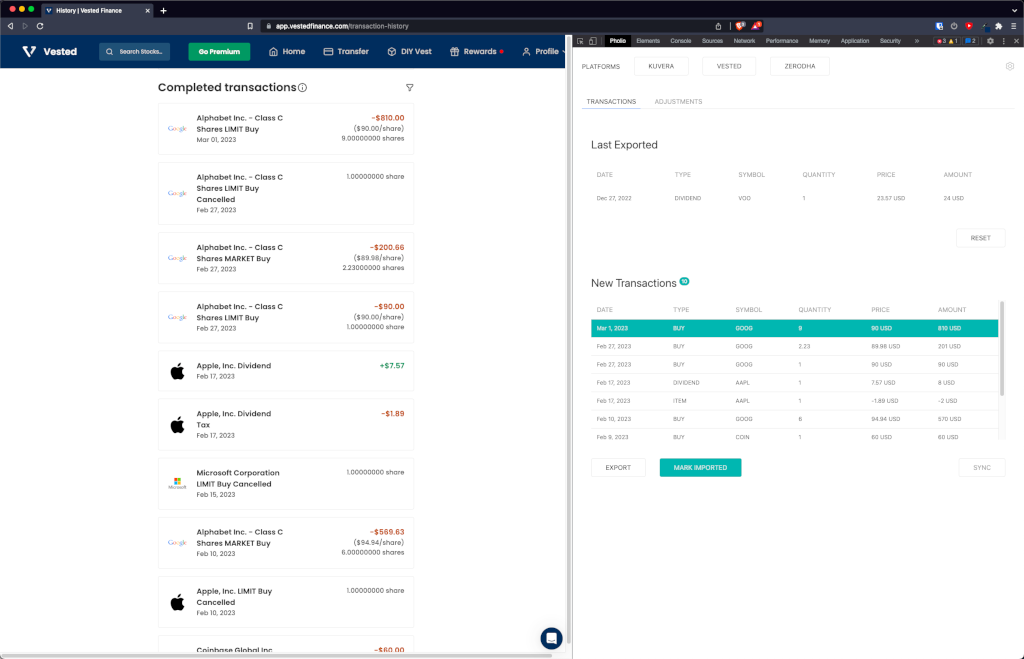 History | Vested Finance
app.vestedfinance.com/transaction-history
Vested
Search Stocks...
Go Premium
Home
Transfer
DIY Vest
Rewards
Profile
Completed transactions
Google
Alphabet Inc. - Class C
Shares LIMIT Buy
Mar 01, 2023
-$810.00
($90.00/share)
9.00000000 shares
Google
Alphabet Inc. - Class C
Shares LIMIT Buy
Cancelled
Feb 27, 2023
1.00000000 share
Google
Alphabet Inc. - Class C
Shares MARKET Buy
Feb 27, 2023
-$200.66
($89.98/share)
2.23000000 shares
Google
Alphabet Inc. - Class C
Shares LIMIT Buy
Feb 27, 2023
-$90.00
($90.00/share)
1.00000000 share
Apple, Inc. Dividend
Feb 17, 2023
+$7.57
Apple, Inc. Dividend
Tax
Feb 17, 2023
-$1.89
Microsoft
Microsoft Corporation
LIMIT Buy Cancelled
Feb 15, 2023
1.00000000 share
Google
Alphabet Inc. - Class C
Shares MARKET Buy
Feb 10, 2023
-$569.63
($94.94/share)
6.00000000 shares
Apple, Inc. LIMIT Buy
Cancelled
Feb 10, 2023
1.00000000 share
Coinbase Global Inc
-$60.00
Pholio Elements Console Sources Network Performance Memory Application Security » 3 1 2
PLATFORMS KUVERA VESTED ZERODHA
TRANSACTIONS ADJUSTMENTS
Last Exported
DATE TYPE SYMBOL QUANTITY PRICE AMOUNT
Dec 27, 2022 DIVIDEND VOO 1 23.57 USD 24 USD
RESET
New Transactions 10
DATE TYPE SYMBOL QUANTITY PRICE AMOUNT
Mar 1, 2023 BUY GOOG 9 90 USD 810 USD
Feb 27, 2023 BUY GOOG 2.23 89.98 USD 201 USD
Feb 27, 2023 BUY GOOG 1 90 USD 90 USD
Feb 17, 2023 DIVIDEND AAPL 1 7.57 USD 8 USD
Feb 17, 2023 ITEM AAPL 1 -1.89 USD -2 USD
Feb 10, 2023 BUY GOOG 6 94.94 USD 570 USD
Feb 9, 2023 BUY COIN 1 60 USD 60 USD
EXPORT MARK IMPORTED SYNC